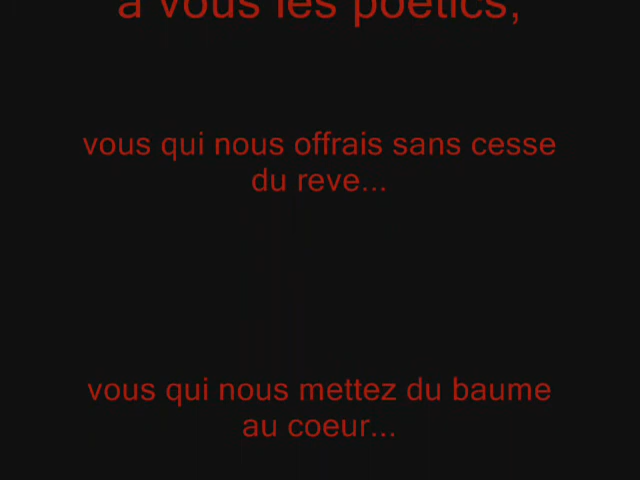 a vous les poetics,
vous qui nous offrais sans cesse
du reve...
vous qui nous mettez du baume
au coeur...